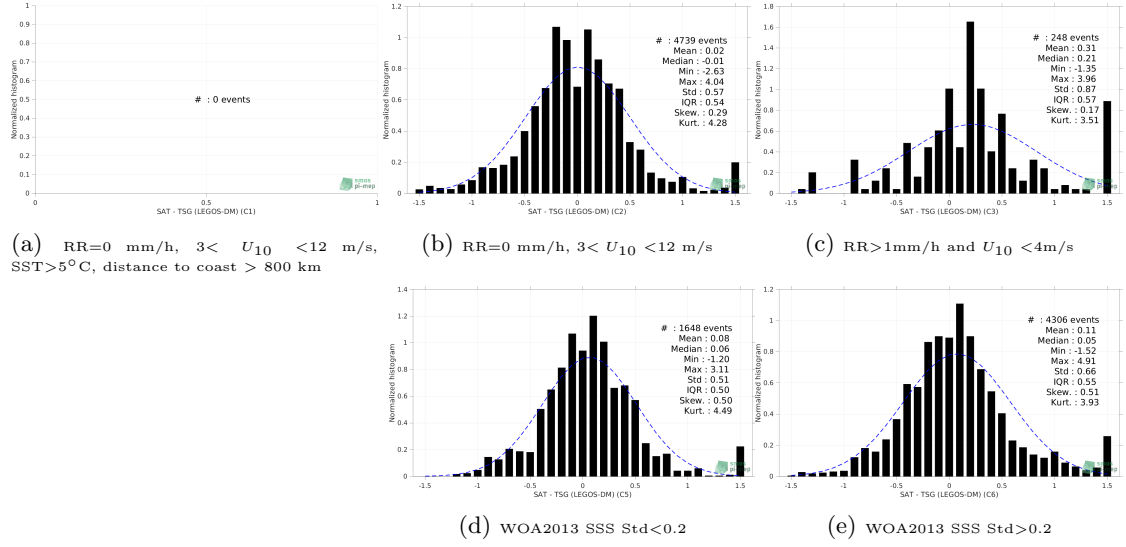 1
0.9
0.8
0.7
0.6
0.5
0.4
0.3
0.2
0.1
0
Normalized histogram
# : 0 events
smos
pi-mep
0 0.5 1
SAT - TSG (LEGOS-DM) (C1)
(a) RR=0 mm/h, 3< U10 <12 m/s,
SST>5°C, distance to coast > 800 km
1.2
1
0.8
0.6
0.4
0.2
0
Normalized histogram
# : 4739 events
Mean : 0.02
Median : -0.01
Min : -2.63
Max : 4.04
Std : 0.57
IQR : 0.54
Skew. : 0.29
Kurt. : 4.28
smos
pi-mep
-1.5 -1 -0.5 0 0.5 1 1.5
SAT - TSG (LEGOS-DM) (C2)
(b) RR=0 mm/h, 3< U10 <12 m/s
1.8
1.6
1.4
1.2
1
0.8
0.6
0.4
0.2
0
Normalized histogram
# : 248 events
Mean : 0.31
Median : 0.21
Min : -1.35
Max : 3.96
Std : 0.87
IQR : 0.57
Skew. : 0.17
Kurt. : 3.51
smos
pi-mep
-1.5 -1 -0.5 0 0.5 1 1.5
SAT - TSG (LEGOS-DM) (C3)
(c) RR>1mm/h and U10 <4m/s
1.4
1.2
1
0.8
0.6
0.4
0.2
0
Normalized histogram
# : 1648 events
Mean : 0.08
Median : 0.06
Min : -1.20
Max : 3.11
Std : 0.51
IQR : 0.50
Skew. : 0.50
Kurt. : 4.49
smos
pi-mep
-1.5 -1 -0.5 0 0.5 1 1.5
SAT - TSG (LEGOS-DM) (C5)
(d) WOA2013 SSS Std<0.2
1.2
1
0.8
0.6
0.4
0.2
0
Normalized histogram
# : 4306 events
Mean : 0.11
Median : 0.05
Min : -1.52
Max : 4.91
Std : 0.66
IQR : 0.55
Skew. : 0.51
Kurt. : 3.93
smos
pi-mep
-1.5 -1 -0.5 0 0.5 1 1.5
SAT - TSG (LEGOS-DM) (C6)
(e) WOA2013 SSS Std>0.2